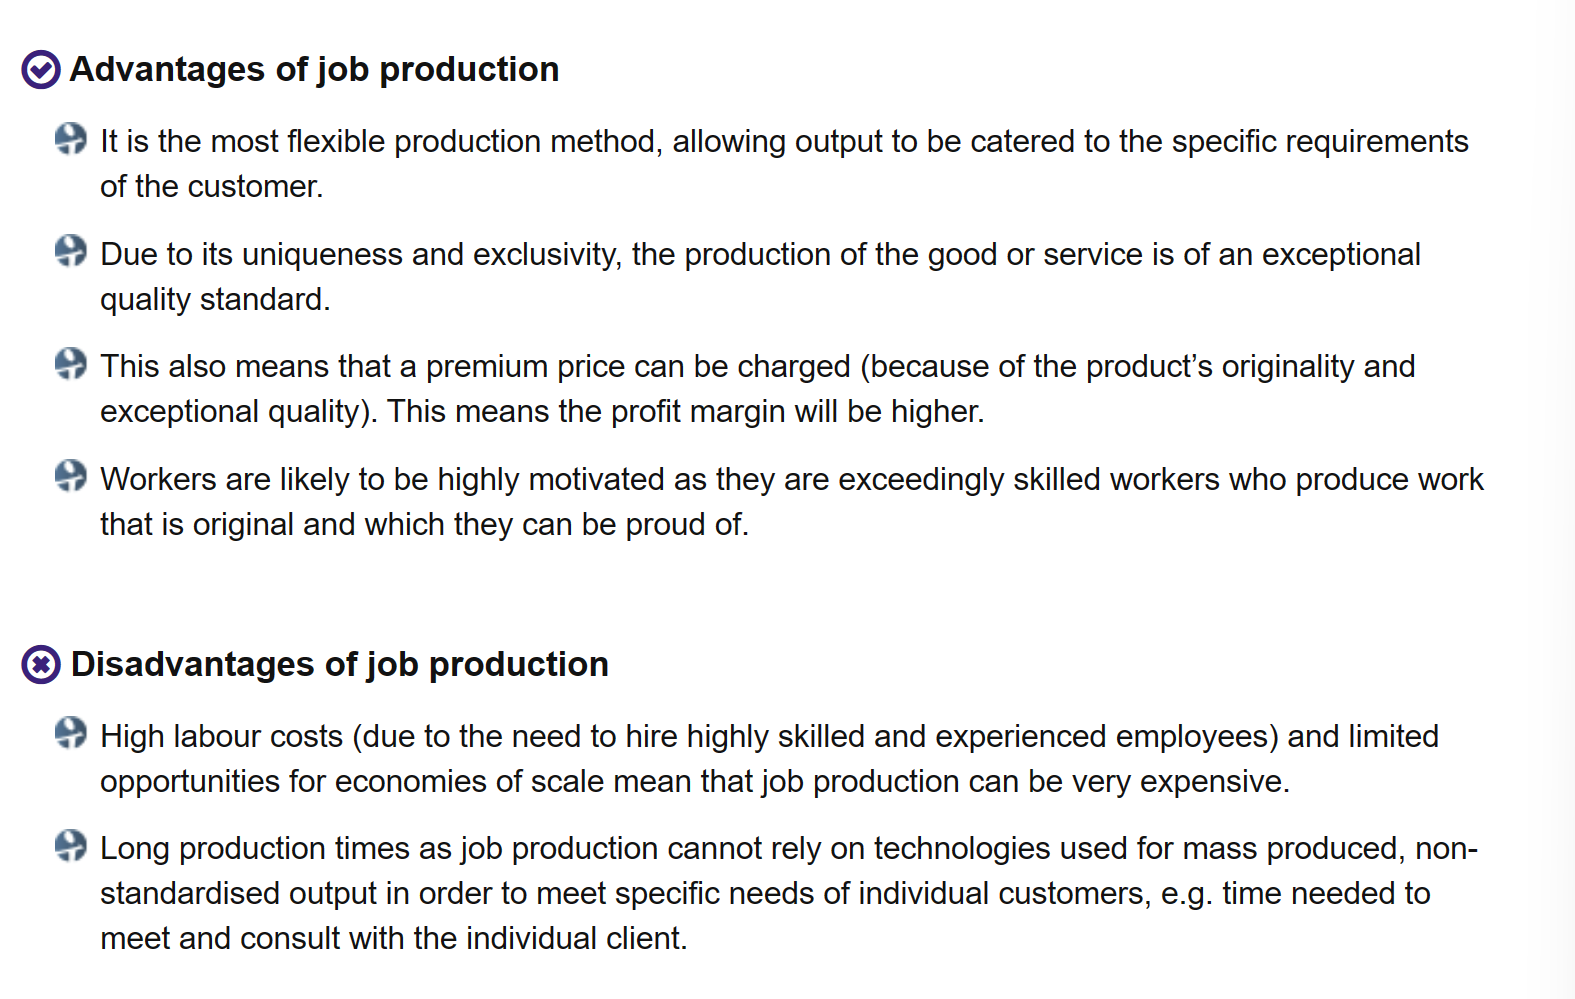 Advantages of job production
It is the most flexible production method, allowing output to be catered to the specific requirements
of the customer.
Due to its uniqueness and exclusivity, the production of the good or service is of an exceptional
quality standard.
This also means that a premium price can be charged (because of the product’s originality and
exceptional quality). This means the profit margin will be higher.
Workers are likely to be highly motivated as they are exceedingly skilled workers who produce work
that is original and which they can be proud of.
Disadvantages of job production
High labour costs (due to the need to hire highly skilled and experienced employees) and limited
opportunities for economies of scale mean that job production can be very expensive.
Long production times as job production cannot rely on technologies used for mass produced, non-
standardised output in order to meet specific needs of individual customers, e.g. time needed to
meet and consult with the individual client.